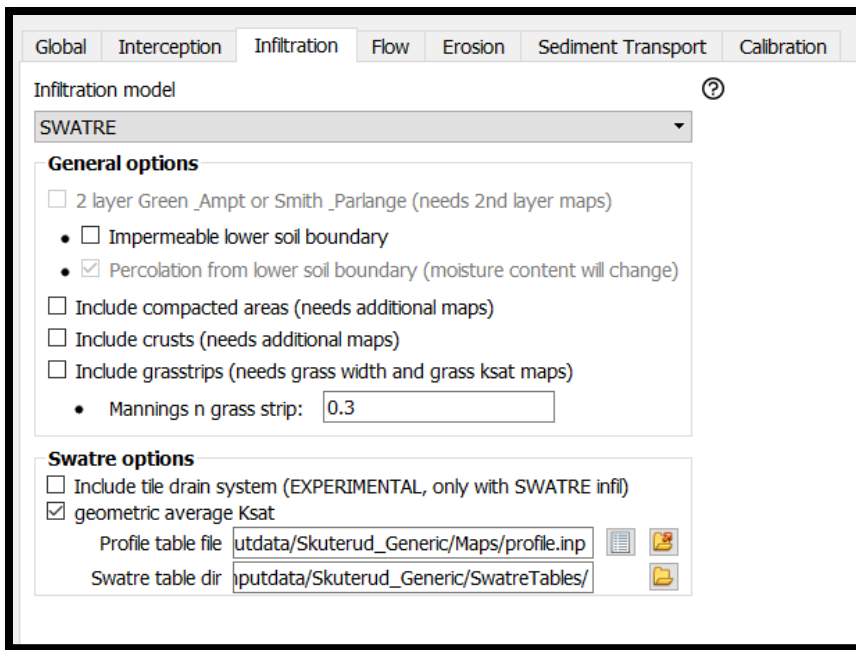 Global Interception Infiltration Flow Erosion Sediment Transport Calibration
Infiltration model
SWATRE
General options
2 layer Green _Ampt or Smith _Parlange (needs 2nd layer maps)
Impermeable lower soil boundary
Percolation from lower soil boundary (moisture content will change)
Include compacted areas (needs additional maps)
Include crusts (needs additional maps)
Include grasstrips (needs grass width and grass ksat maps)
Mannings n grass strip: 0.3
Swatre options
Include tile drain system (EXPERIMENTAL, only with SWATRE infil)
geometric average Ksat
Profile table file utdata/Skuterud_Generic/Maps/profile.inp
Swatre table dir nputdata/Skuterud_Generic/SwatreTables/